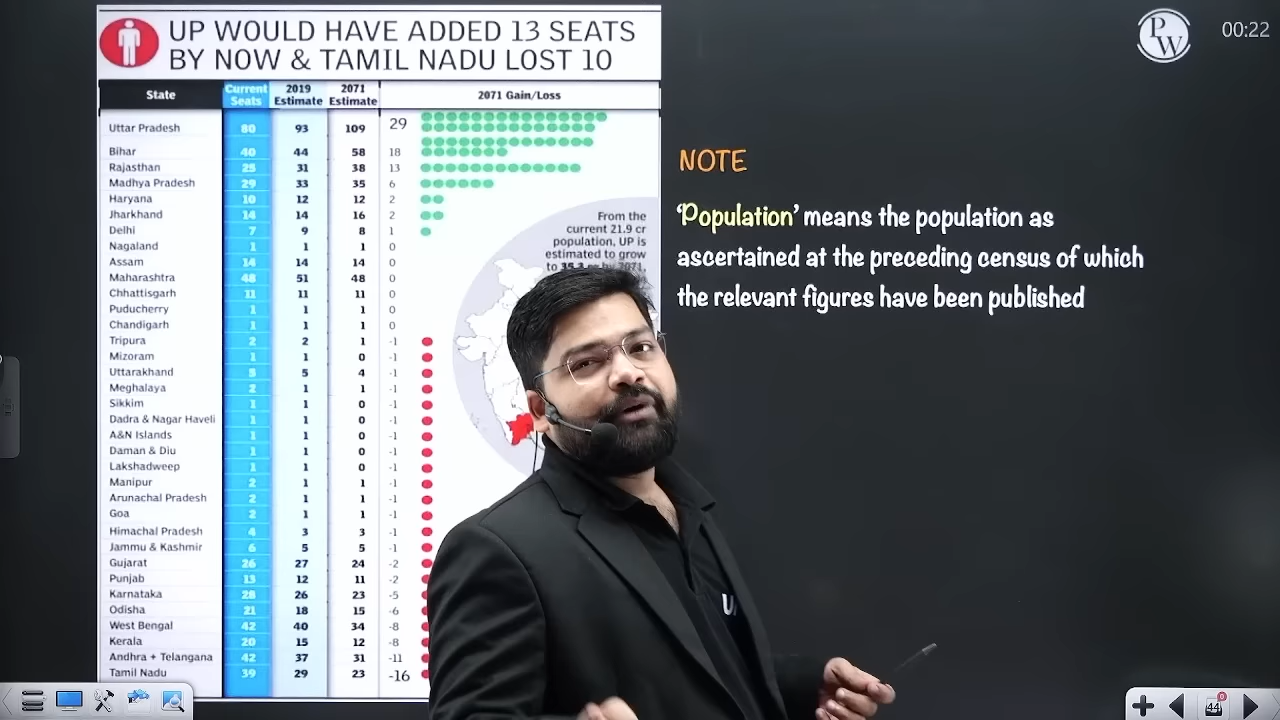 UP WOULD HAVE ADDED 13 SEATS
BY NOW & TAMIL NADU LOST 10
State Current Seats 2019 Estimate 2071 Estimate 2071 Gain/Loss
Uttar Pradesh 80 93 109 29
Bihar 40 44 58 18
Rajasthan 25 31 38 13
Madhya Pradesh 29 33 35 6
Haryana 10 12 12 2
Jharkhand 14 14 16 2
Delhi 7 9 8 1
Nagaland 1 1 1 0
Assam 14 14 14 0
Maharashtra 48 51 48 0
Chhattisgarh 11 11 11 0
Puducherry 1 1 1 0
Chandigarh 1 1 1 0
Tripura 2 2 1 -1
Mizoram 1 1 0 -1
Uttarakhand 5 5 4 -1
Meghalaya 2 1 1 -1
Sikkim 1 1 0 -1
Dadra & Nagar Haveli 1 1 0 -1
A&N Islands 1 1 0 -1
Daman & Diu 1 1 0 -1
Lakshadweep 1 1 0 -1
Manipur 2 1 1 -1
Arunachal Pradesh 2 1 1 -1
Goa 2 1 1 -1
Himachal Pradesh 4 3 3 -1
Jammu & Kashmir 6 5 5 -1
Gujarat 26 27 24 -2
Punjab 13 12 11 -2
Karnataka 28 26 23 -5
Odisha 21 18 15 -6
West Bengal 42 40 34 -8
Kerala 20 15 12 -8
Andhra + Telangana 42 37 31 -11
Tamil Nadu 39 29 23 -16
From the
current 21.9 cr
population, UP is
estimated to grow
to 35.3 by 2071,
PW
00:22
NOTE
‘Population’ means the population as
ascertained at the preceding census of which
the relevant figures have been published
44
0